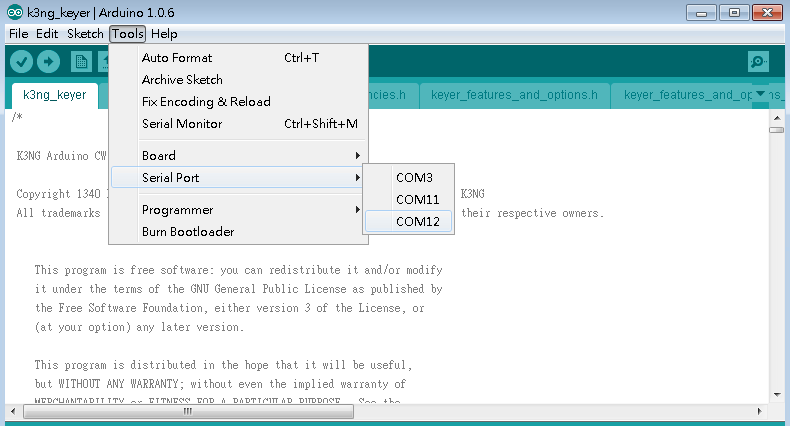 k3ng_keyer | Arduino 1.0.6
File Edit Sketch Tools Help
Auto Format Ctrl+T
Archive Sketch
Fix Encoding & Reload
Serial Monitor Ctrl+Shift+M
Board
Serial Port
Programmer
Burn Bootloader
COM3
COM11
COM12
k3ng_keyer
ncies.h
keyer_features_and_options.h
keyer_features_and_op
/*
K3NG Arduino CW
Copyright 1340
K3NG
All trademarks
their respective owners.
This program is free software: you can redistribute it and/or modify
it under the terms of the GNU General Public License as published by
the Free Software Foundation, either version 3 of the License, or
(at your option) any later version.
This program is distributed in the hope that it will be useful,
but WITHOUT ANY WARRANTY; without even the implied warranty of
MERCHANTABILITY or FITNESS FOR A PARTICULAR PURPOSE. See the